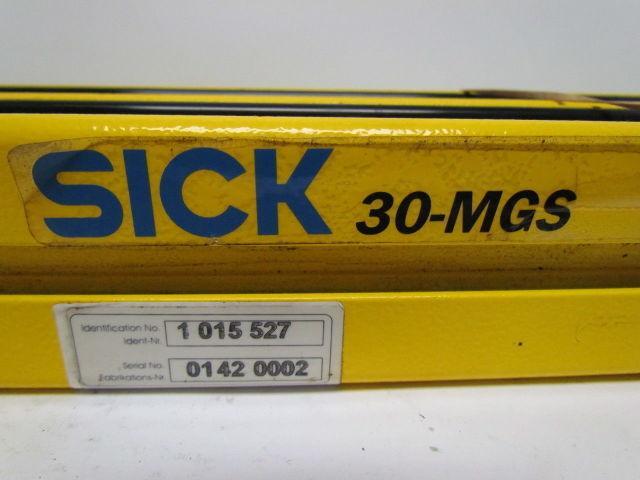 SICK 30-MGS
Identification No. 1 015 527
Ident-Nr.
Serial No. 0142 0002
Fabrikations-Nr.